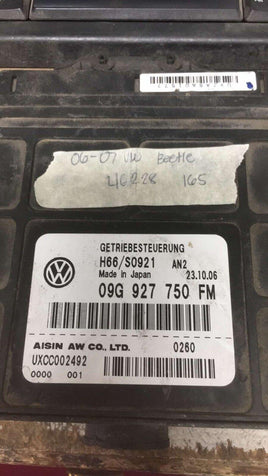 06-07 VW Beetle
46228 165
GETRIEBESTEUERUNG
H66/S0921 AN2
Made in Japan 23.10.06
09G 927 750 FM
AISIN AW CO., LTD. 0260
UXCC002492
0000 001